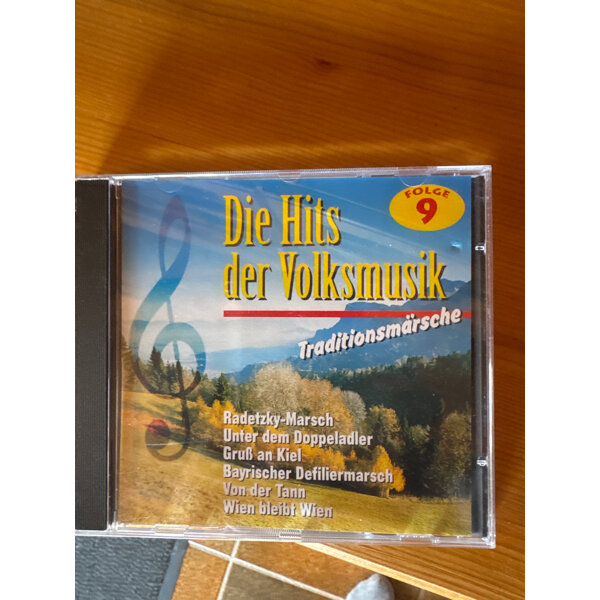 FOLGE
9
Die Hits
der Volksmusik
Traditionsmärsche
Radetzky-Marsch
Unter dem Doppeladler
Gruß an Kiel
Bayrischer Defiliermarsch
Von der Tann
Wien bleibt Wien